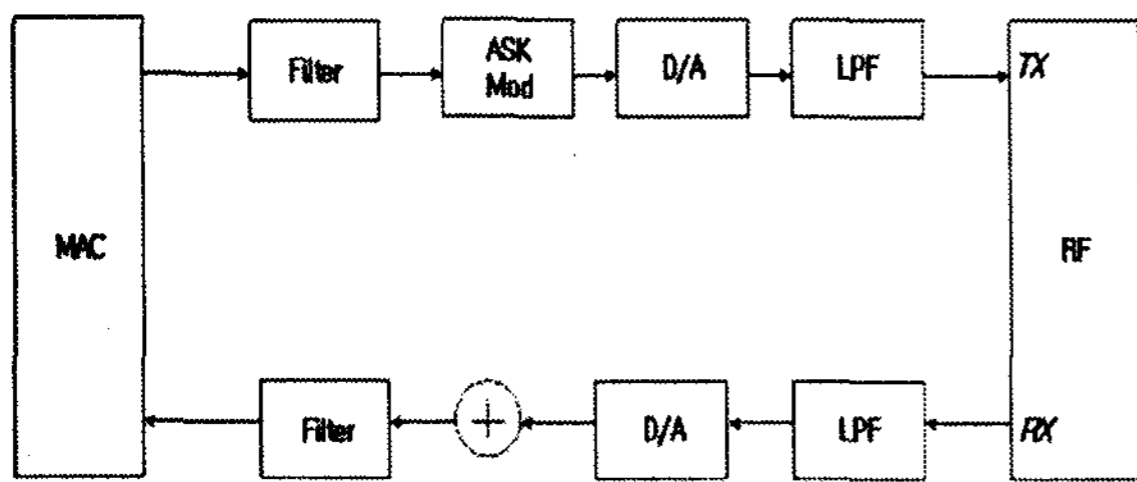 Filter
ASK
Mod
D/A
LPF
TX
MAC
RF
Filter
D/A
LPF
RX